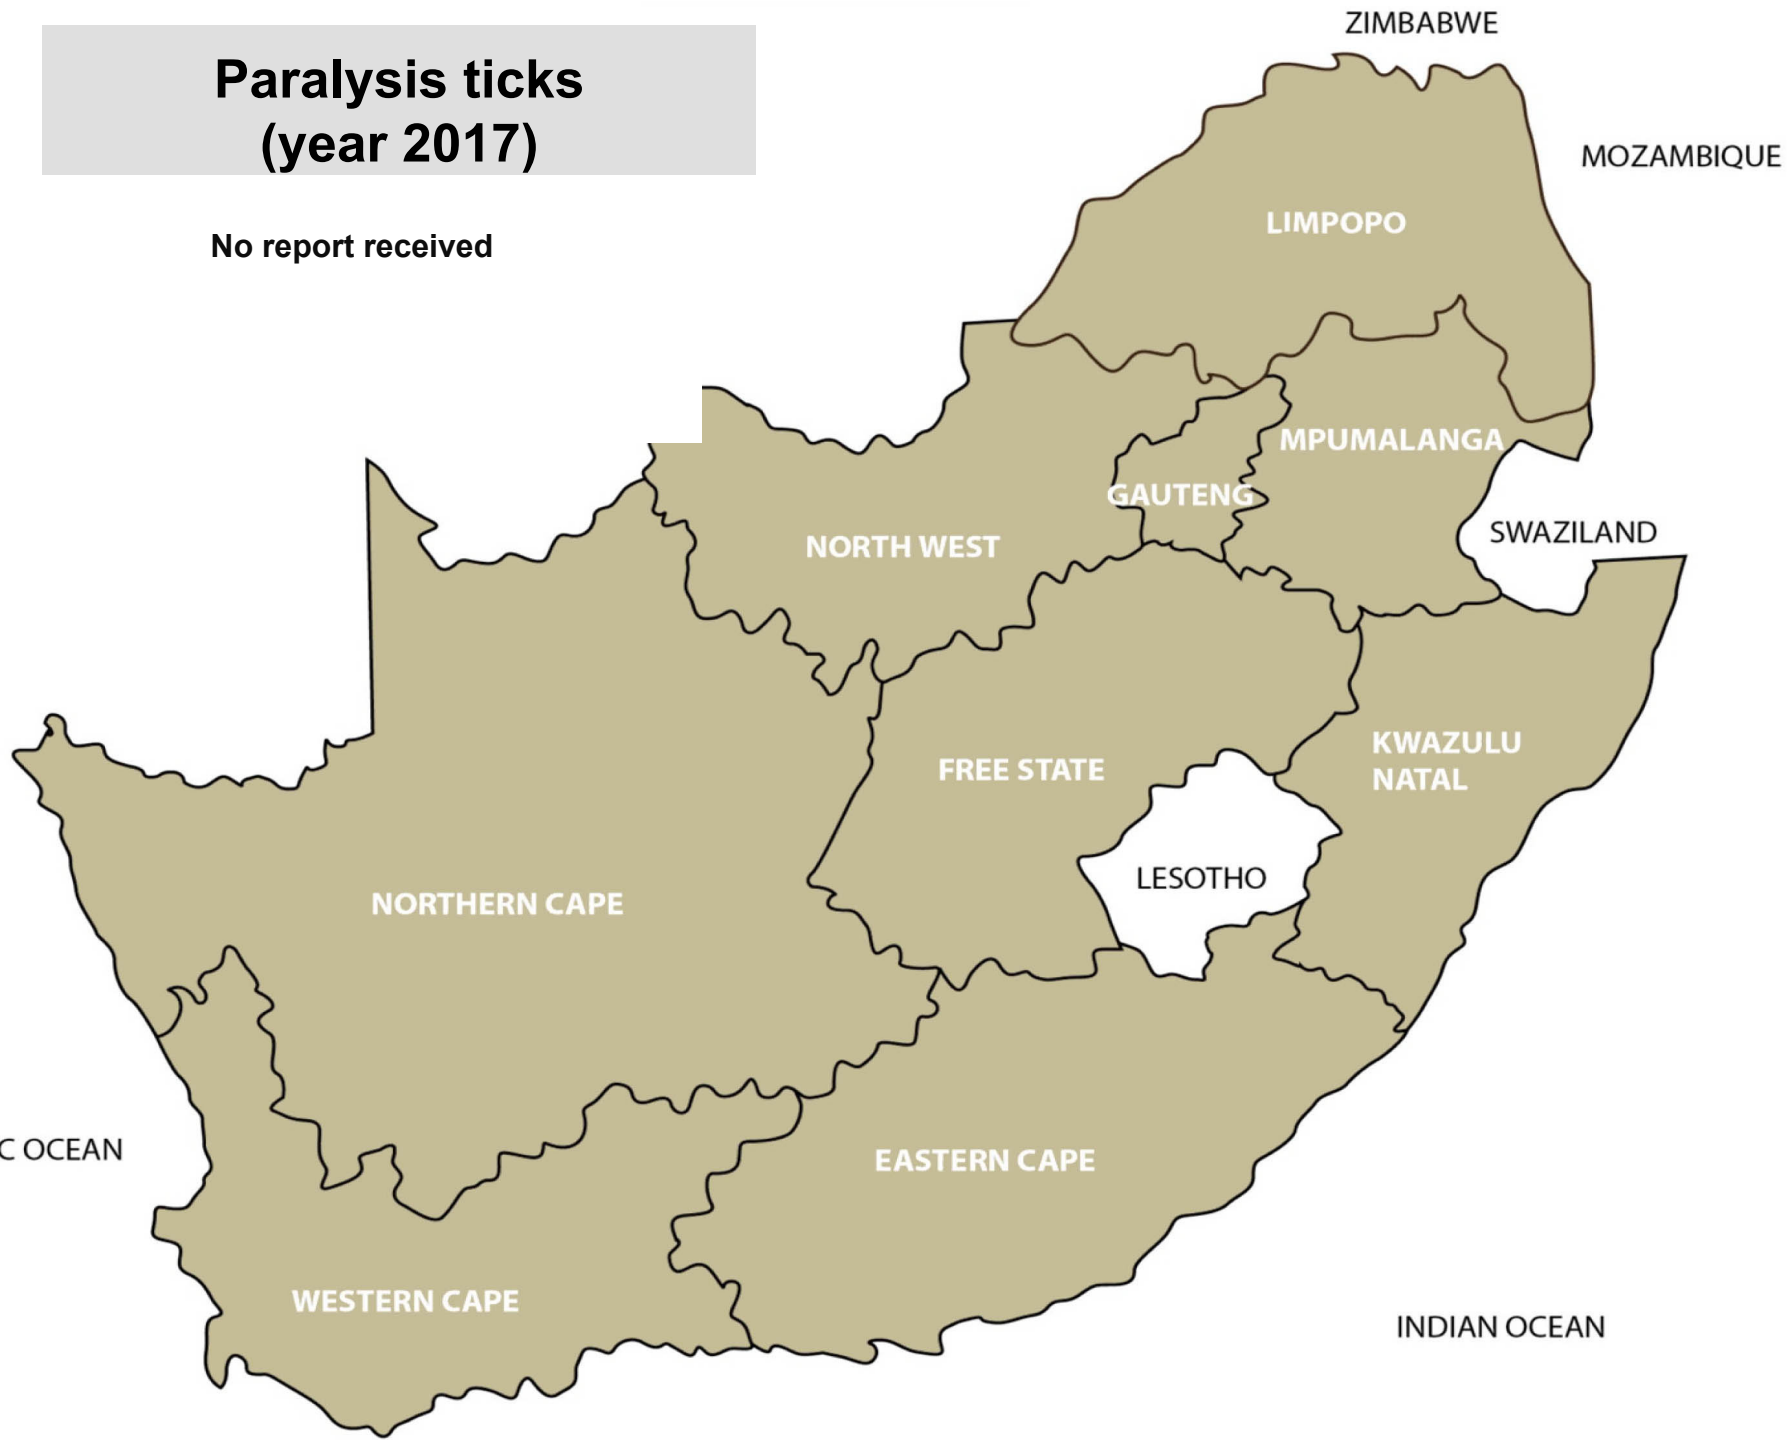 Paralysis ticks
(year 2017)
No report received
ZIMBABWE
MOZAMBIQUE
LIMPOPO
MPUMALANGA
GAUTENG
SWAZILAND
NORTH WEST
KWAZULU
NATAL
FREE STATE
LESOTHO
NORTHERN CAPE
C OCEAN
EASTERN CAPE
WESTERN CAPE
INDIAN OCEAN